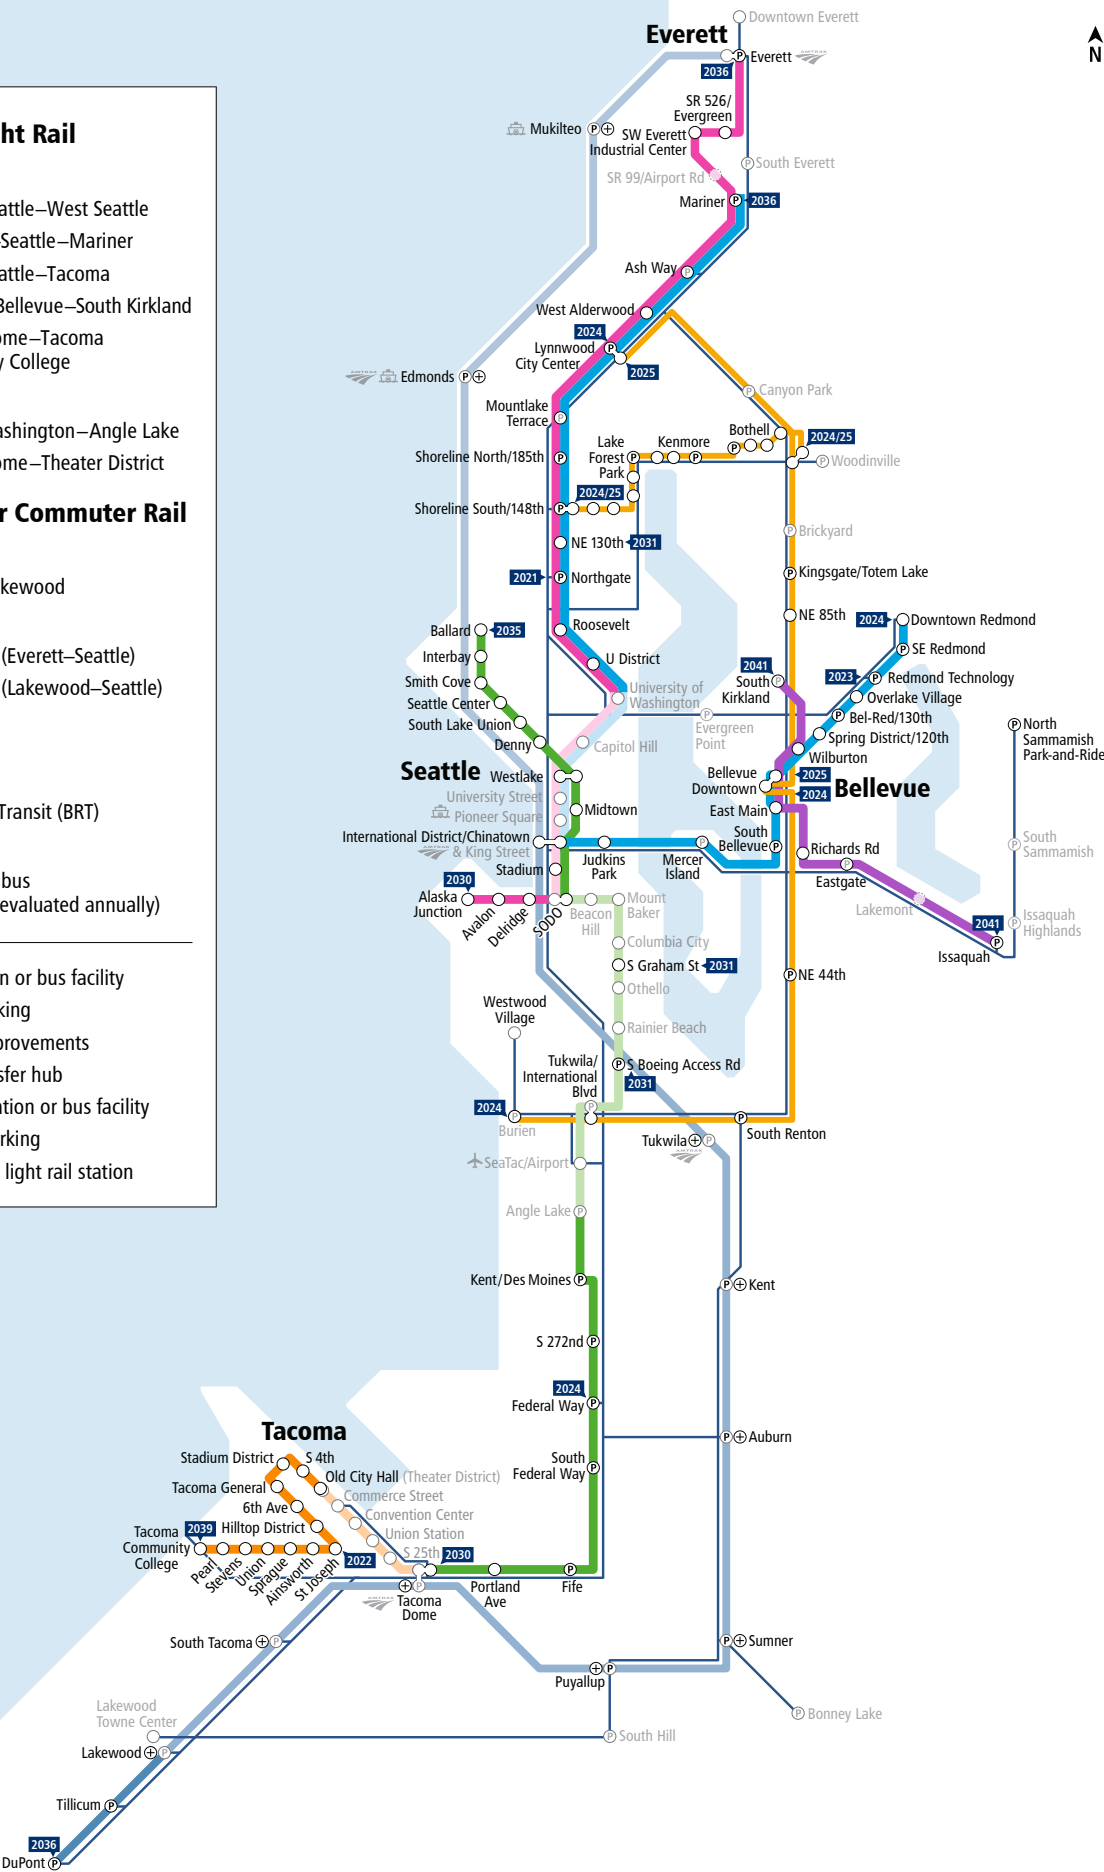 ht Rail
attle–West Seattle
-Seattle–Mariner
attle–Tacoma
Bellevue–South Kirkland
ome–Tacoma
y College
ashington–Angle Lake
ome–Theater District
r Commuter Rail
kewood
(Everett–Seattle)
(Lakewood–Seattle)
Transit (BRT)
bus
evaluated annually)
n or bus facility
king
provements
sfer hub
ation or bus facility
rking
light rail station
N
Downtown Everett
Everett
Everett
AMTRAK
2036
SR 526/
Evergreen
Mukilteo
P
SW Everett
Industrial Center
South Everett
SR 99/Airport Rd
Mariner
2036
Ash Way
West Alderwood
2024
Lynnwood
City Center
2025
AMTRAK
Edmonds
Canyon Park
Mountlake
Terrace
Bothell
2024/25
Lake
Forest
Park
Kenmore
Shoreline North/185th
Woodinville
2024/25
Shoreline South/148th
Brickyard
NE 130th
2031
2021
Northgate
Kingsgate/Totem Lake
NE 85th
Ballard
2035
Roosevelt
2024
Downtown Redmond
Interbay
U District
SE Redmond
Smith Cove
2041
South
Kirkland
2023
Redmond Technology
Seattle Center
University of
Washington
Overlake Village
South Lake Union
Evergreen
Point
Bel-Red/130th
North
Sammamish
Park-and-Ride
Denny
Capitol Hill
Spring District/120th
Wilburton
Seattle
Westlake
Bellevue
Downtown
2025
2024
Bellevue
University Street
Midtown
Pioneer Square
East Main
International District/Chinatown
& King Street
AMTRAK
South
Bellevue
South
Sammamish
Judkins
Park
Mercer
Island
Richards Rd
Stadium
Eastgate
2030
Alaska
Junction
Avalon
Delridge
SODO
Beacon
Hill
Mount
Baker
Lakemont
2041
Issaquah
Highlands
Columbia City
Issaquah
S Graham St
2031
NE 44th
Othello
Westwood
Village
Rainier Beach
Tukwila/
International
Blvd
S Boeing Access Rd
2031
2024
Burien
South Renton
Tukwila
AMTRAK
SeaTac/Airport
Angle Lake
Kent/Des Moines
Kent
S 272nd
2024
Federal Way
Auburn
South
Federal Way
Tacoma
Stadium District
S 4th
Old City Hall (Theater District)
Tacoma General
Commerce Street
6th Ave
Convention Center
Hilltop District
Union Station
Tacoma
Community
College
2039
S 25th
2030
2022
Pearl
Stevens
Union
Sprague
Ainsworth
St Joseph
Portland
Ave
Fife
AMTRAK
Tacoma
Dome
South Tacoma
Sumner
Puyallup
Lakewood
Towne Center
Bonney Lake
South Hill
Lakewood
Tillicum
2036
DuPont